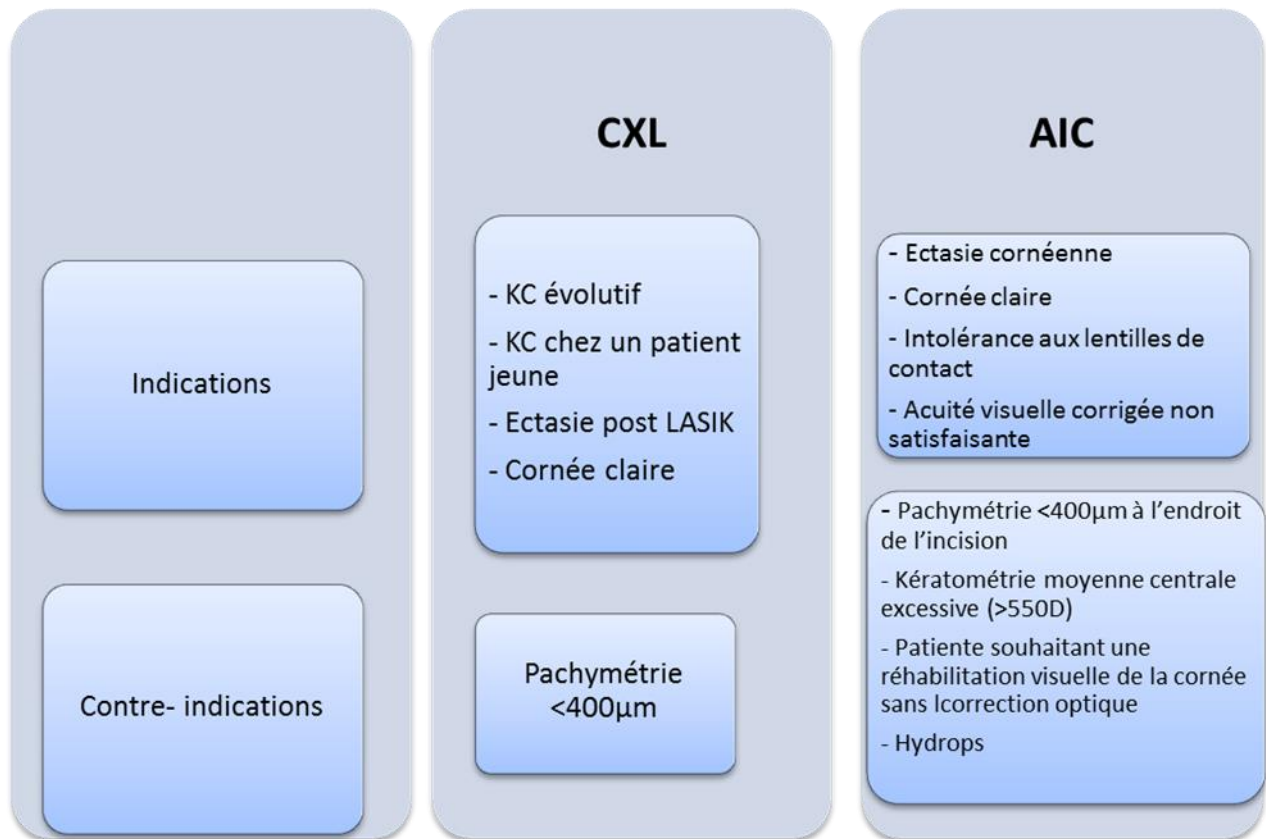 CXL
AIC
Indications
- KC évolutif
- KC chez un patient
jeune
- Ectasie post LASIK
- Cornée claire
- Ectasie cornéenne
- Cornée claire
- Intolérance aux lentilles de
contact
- Acuité visuelle corrigée non
satisfaisante
Contre- indications
Pachymétrie
<400µm
- Pachymétrie <400µm à l'endroit
de l'incision
- Kératométrie moyenne centrale
excessive (>550D)
- Patiente souhaitant une
réhabilitation visuelle de la cornée
sans lcorrection optique
- Hydrops